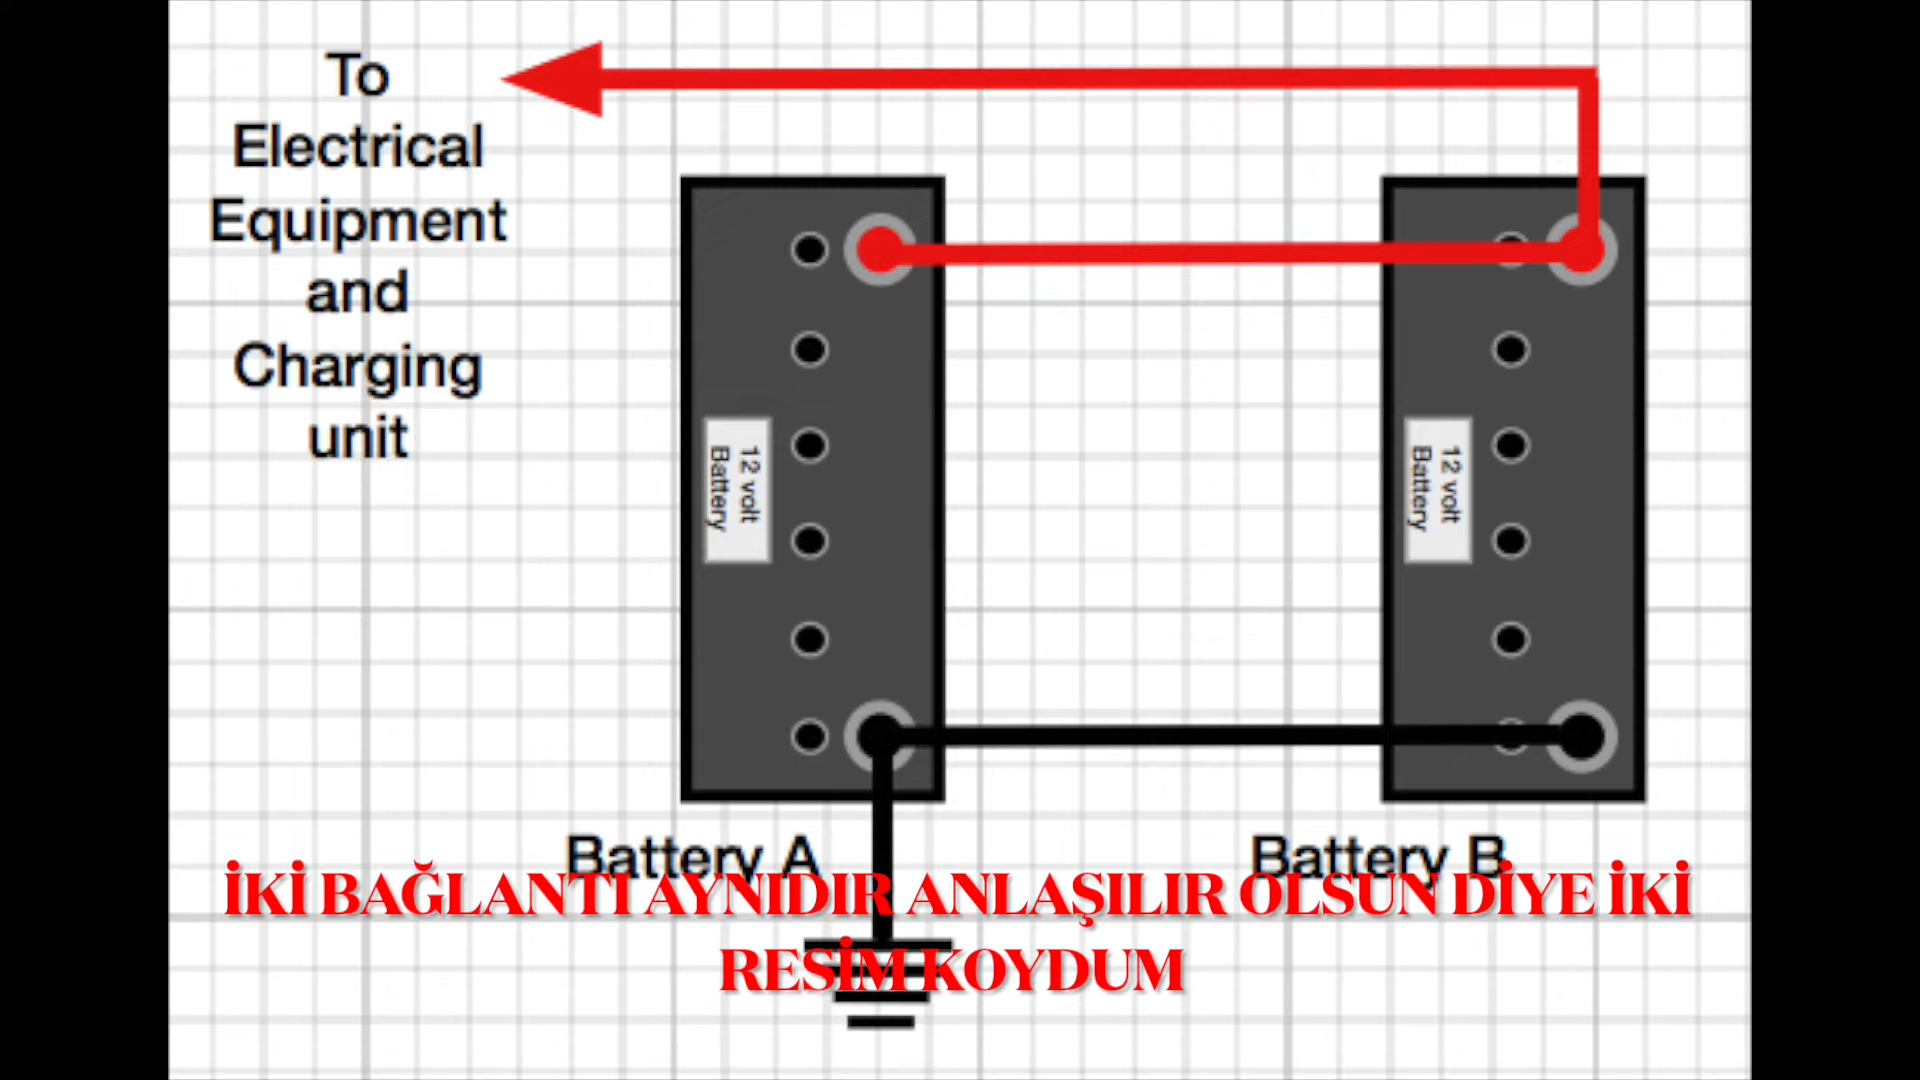 To
Electrical
Equipment
and
Charging
unit
12 volt
Battery
12 volt
Battery
Battery A
Battery B
İKİ BAĞLANTI AYNIDIR ANLAŞILIR OLSUN DİYE İKİ
RESİM KOYDUM